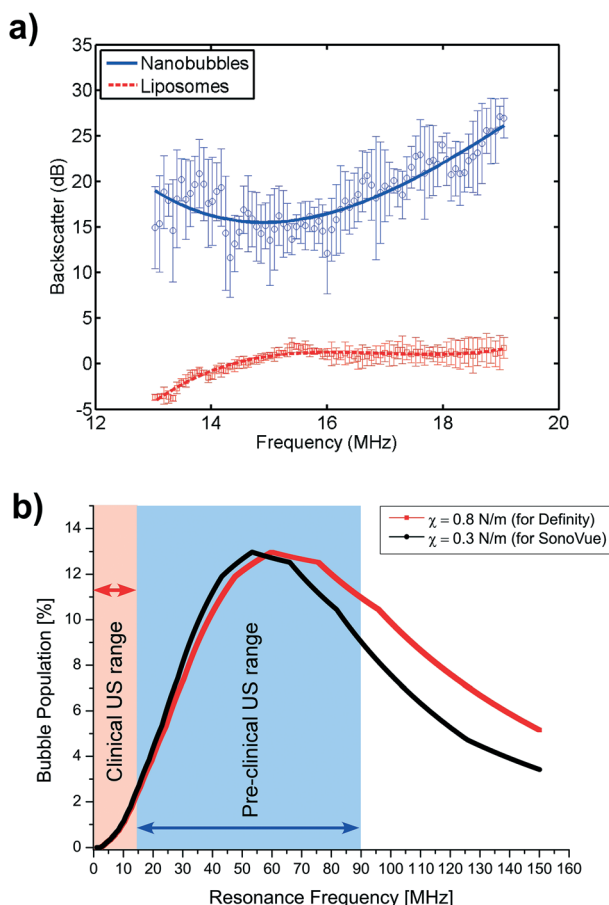 a)
35
30
25
20
15
10
5
0
-5
Backscatter (dB)
Nanobubbles
Liposomes
12 14 16 18 20
Frequency (MHz)
b)
14
12
10
8
6
4
2
0
Bubble Population [%]
Clinical US range
Pre-clinical US range
χ = 0.8 N/m (for Definity)
χ = 0.3 N/m (for SonoVue)
0 10 20 30 40 50 60 70 80 90 100 110 120 130 140 150 160
Resonance Frequency [MHz]